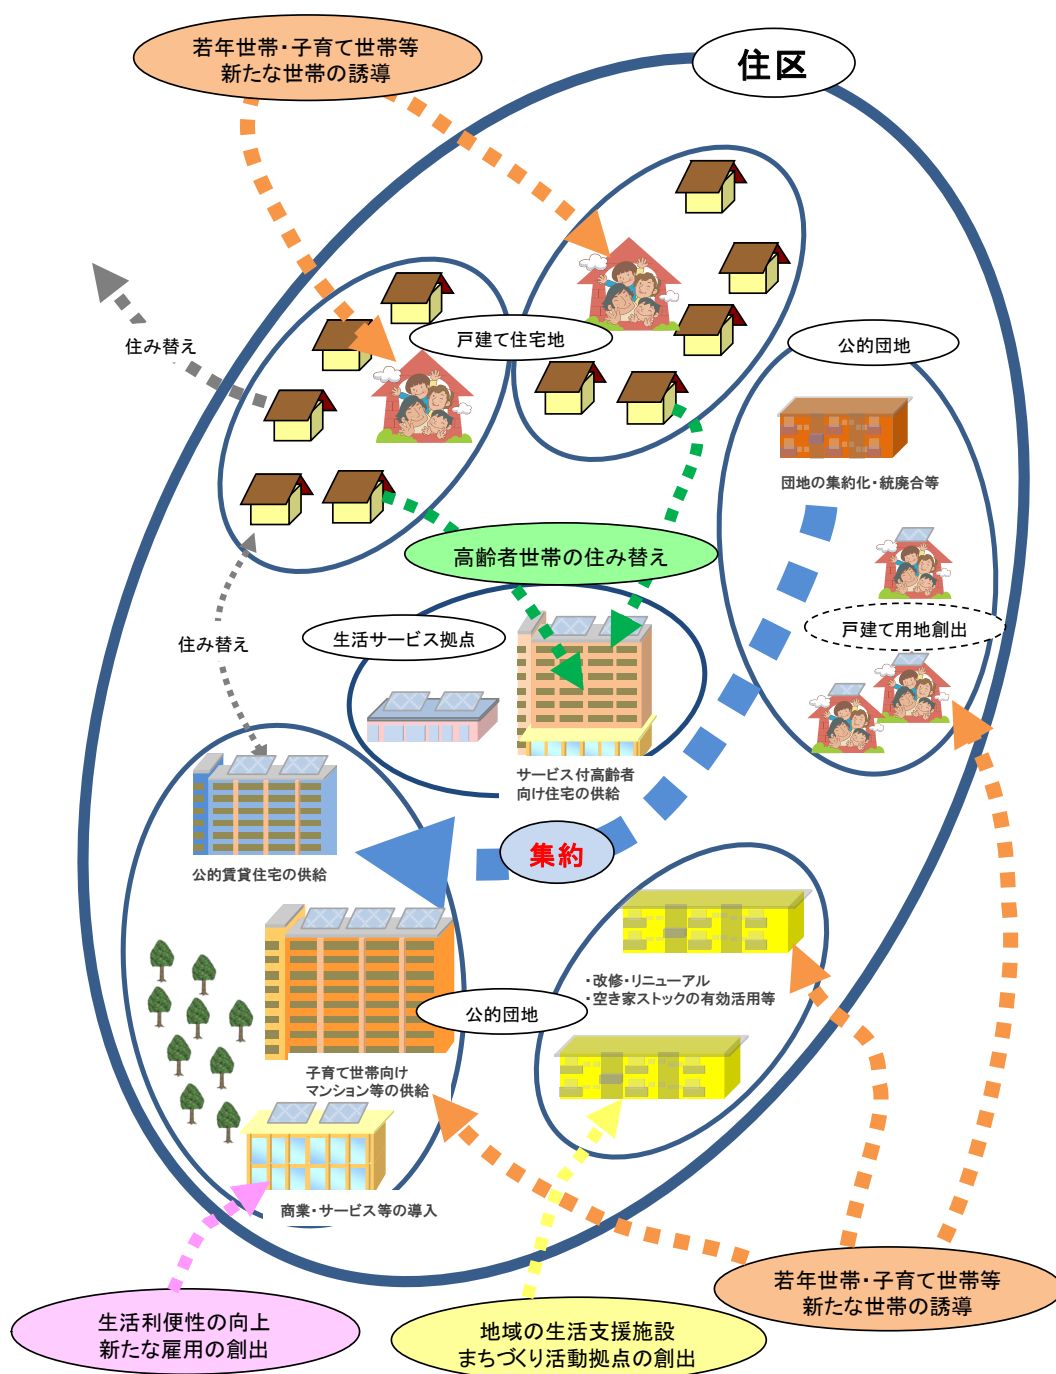 若年世帯・子育て世帯等
新たな世帯の誘導
住区
住み替え
戸建て住宅地
公的団地
団地の集約化・統廃合等
高齢者世帯の住み替え
戸建て用地創出
住み替え
生活サービス拠点
サービス付高齢者
向け住宅の供給
集約
公的賃貸住宅の供給
・改修・リニューアル
・空き家ストックの有効活用等
公的団地
子育て世帯向け
マンション等の供給
商業・サービス等の導入
若年世帯・子育て世帯等
新たな世帯の誘導
生活利便性の向上
新たな雇用の創出
地域の生活支援施設
まちづくり活動拠点の創出